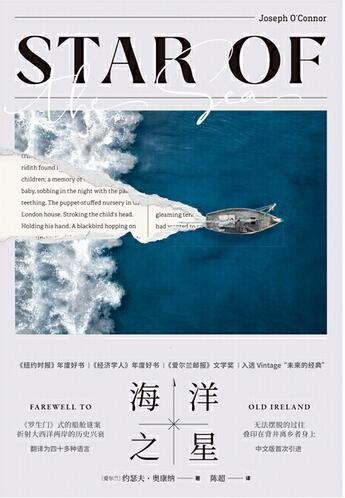 Joseph O'Connor
STAR OF
the Sea
ridith found i
children; a memory of
baby, sobbing in the night with the pa
teething. The puppet-stuffed nursery in
London house. Stroking the child's head.
Holding his hand. A blackbird hopping on
gleaming
had wanted to
《纽约时报》年度好书 | 《经济学人》年度好书 | 《爱尔兰邮报》文学奖 | 入选 Vintage “未来的经典”
海洋
之星
FAREWELL TO
《罗生门》式的船舱谜案
折射大西洋两岸的历史兴衰
翻译为四十多种语言
OLD IRELAND
无法摆脱的过往
叠印在背井离乡者身上
中文版首次引进
[爱尔兰] 约瑟夫·奥康纳 著 陈超 译